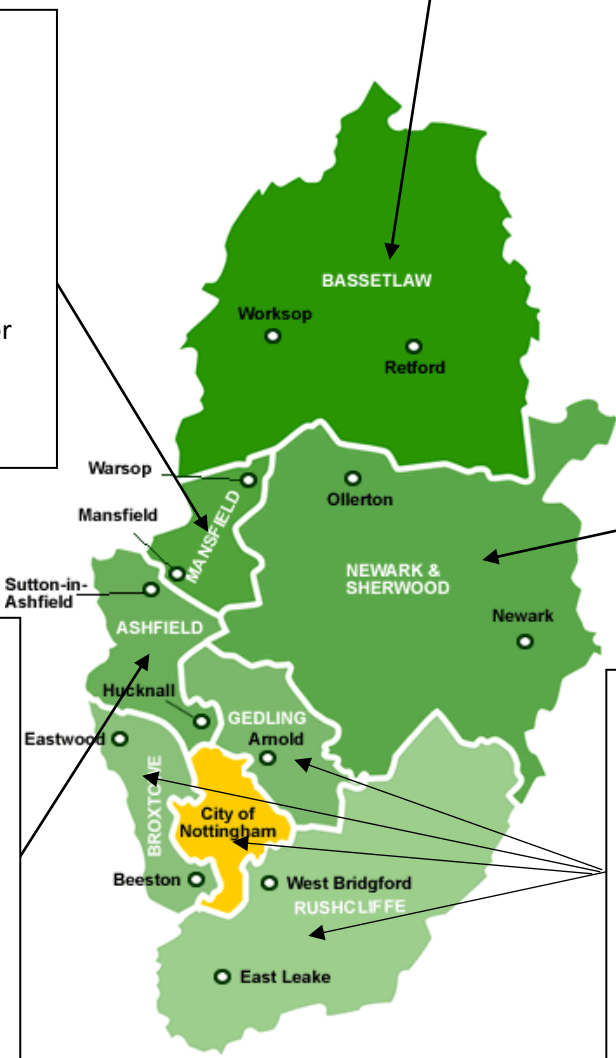 BASSETLAW
Worksop
Retford
or
Warsop
Ollerton
Mansfield
MANSFIELD
NEWARK &
SHERWOOD
Sutton-in-
Ashfield
Newark
ASHFIELD
Hucknall
GEDLING
Eastwood
Arnold
BROXTOWE
City of
Nottingham
Beeston
West Bridgford
RUSHCLIFFE
East Leake